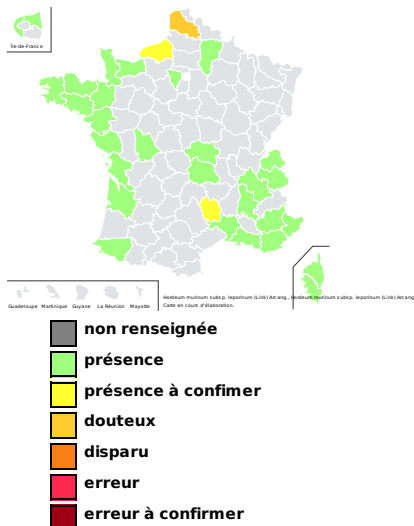 Île-de-France
Guadeloupe Martinique Guyane La Réunion Mayotte
Hordeum murinum subsp. leporinum (Link) Arcang., Hordeum murinum subsp. leporinum (Link) Arcang
Carte en cours d'élaboration.
non renseignée
présence
présence à confimer
douteux
disparu
erreur
erreur à confirmer